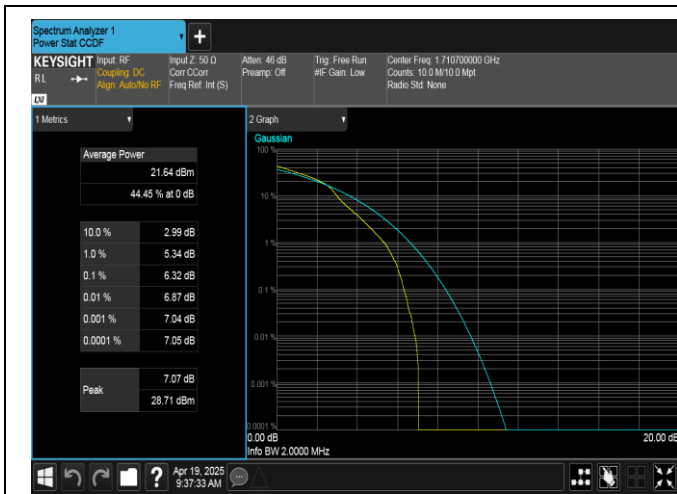 Spectrum Analyzer 1
Power Stat CCDF
+
KEYSIGHT Input: RF Input Z: 50 Ω Atten: 46 dB Trig: Free Run Center Freq: 1.710700000 GHz
RL Coupling: DC Corr CCorr Preamp: Off #IF Gain: Low Counts: 10.0 M/10.0 Mpt
Align: Auto/No RF Freq Ref: Int (S) Radio Std: None
LXI
1 Metrics
Average Power
21.64 dBm
44.45 % at 0 dB
10.0 % 2.99 dB
1.0 % 5.34 dB
0.1 % 6.32 dB
0.01 % 6.87 dB
0.001 % 7.04 dB
0.0001 % 7.05 dB
Peak 7.07 dB
28.71 dBm
2 Graph
Gaussian
100 %
10 %
1 %
0.1 %
0.01 %
0.001 %
0.0001 %
0.00 dB 20.00 dB
Info BW 2.0000 MHz
? Apr 19, 2025
9:37:33 AM